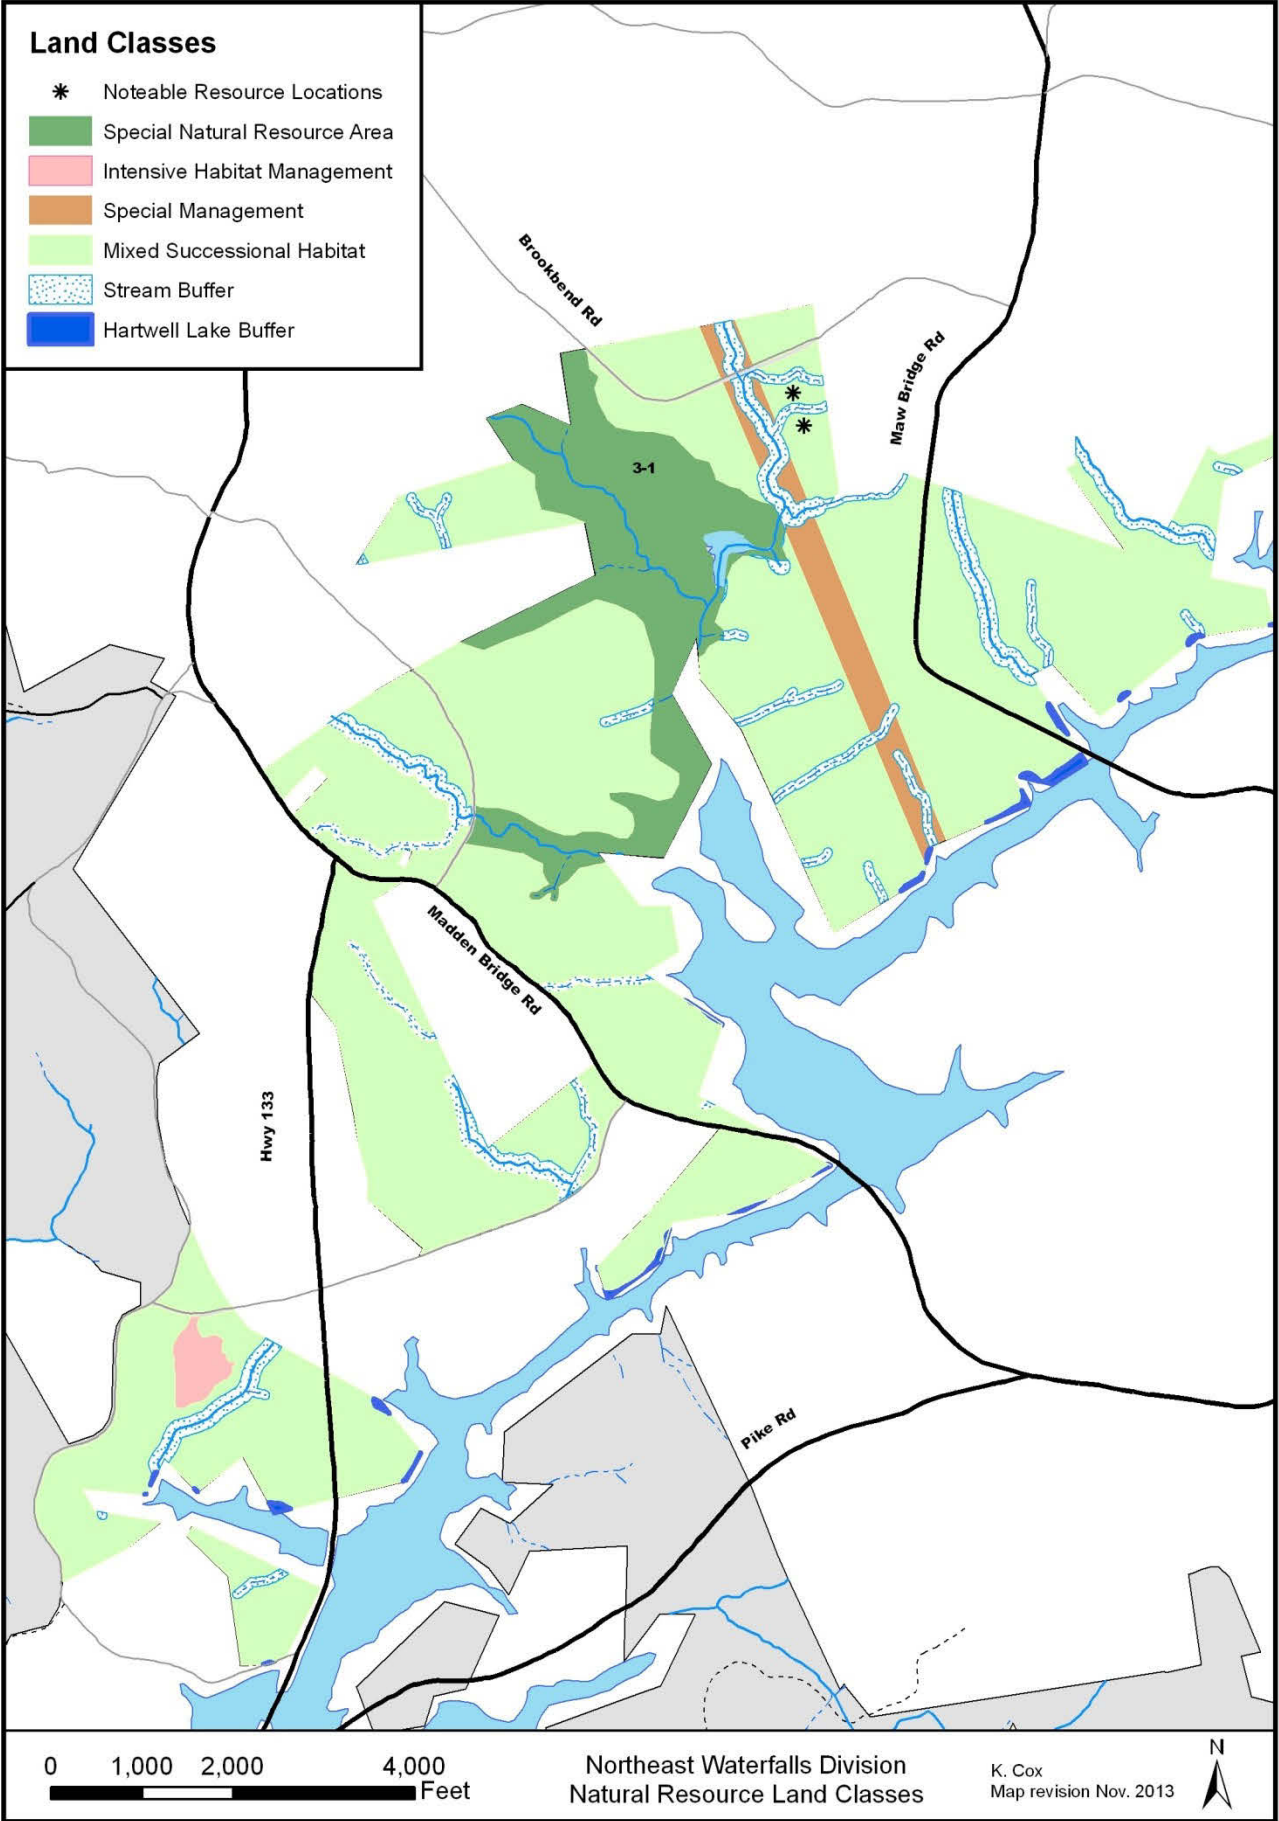 Land Classes
Noteable Resource Locations
Special Natural Resource Area
Intensive Habitat Management
Special Management
Mixed Successional Habitat
Stream Buffer
Hartwell Lake Buffer
Brookbend Rd
Maw Bridge Rd
3-1
Madden Bridge Rd
Hwy 133
Pike Rd
0 1,000 2,000 4,000
Feet
Northeast Waterfalls Division
Natural Resource Land Classes
K. Cox
Map revision Nov. 2013
N